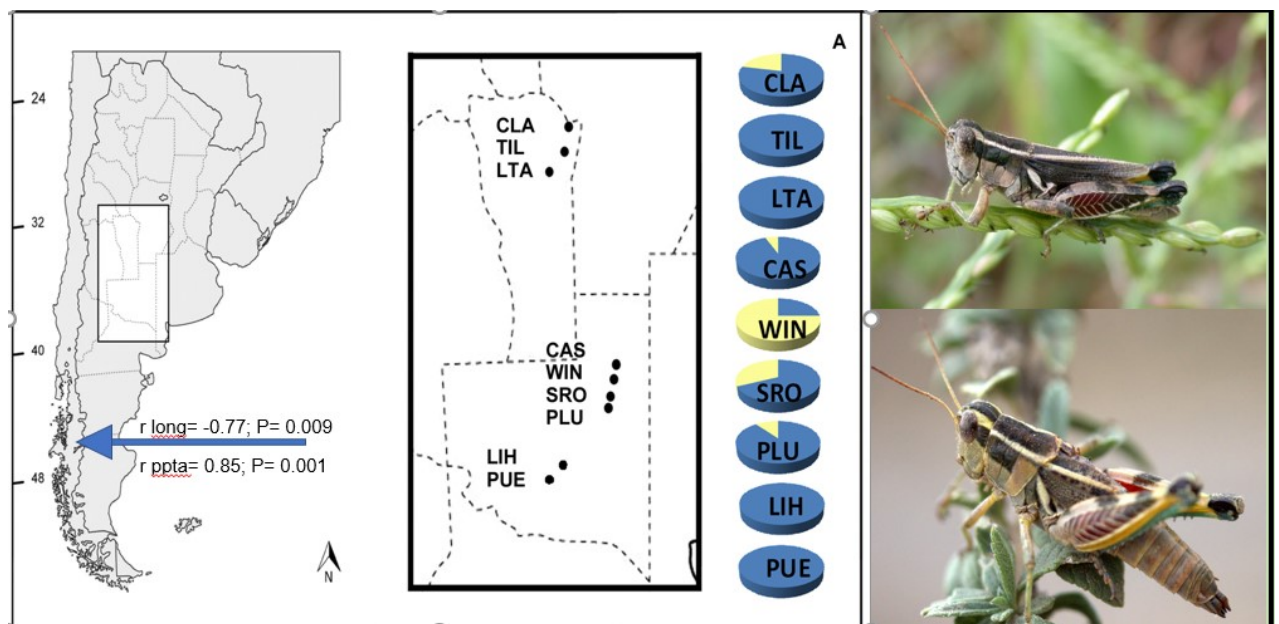 A
24
32
40
48
r long= -0.77; P= 0.009
r ppta= 0.85; P= 0.001
N
CLA
TIL
LTA
CAS
WIN
SRO
PLU
LIH
PUE
CLA
TIL
LTA
CAS
WIN
SRO
PLU
LIH
PUE